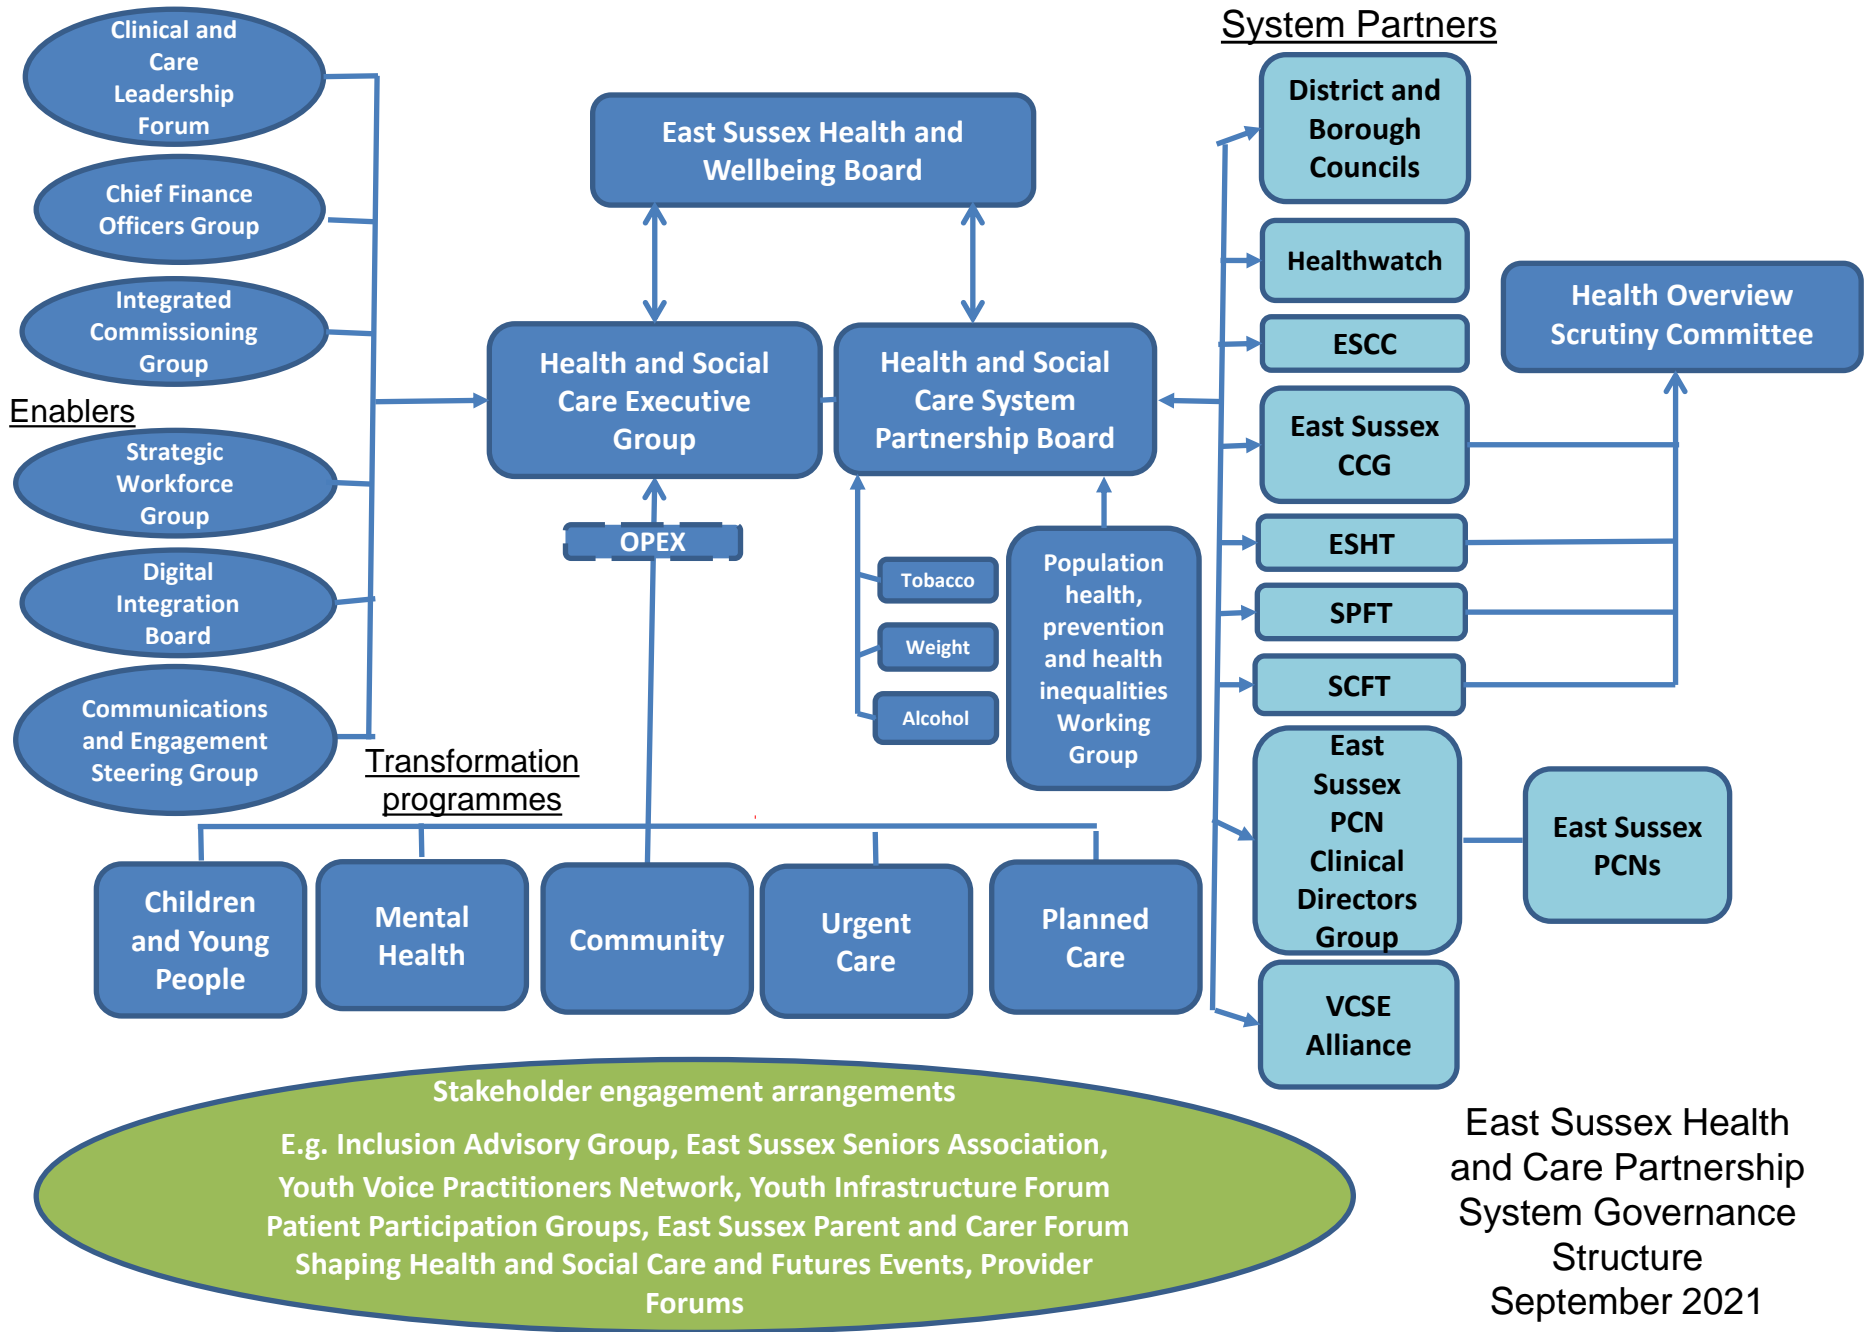 Clinical and
Care
Leadership
Forum
Chief Finance
Officers Group
Integrated
Commissioning
Group
Enablers
Strategic
Workforce
Group
Digital
Integration
Board
Communications
and Engagement
Steering Group
East Sussex Health and
Wellbeing Board
Health and Social
Care Executive
Group
Health and Social
Care System
Partnership Board
OPEX
Tobacco
Weight
Alcohol
Population
health,
prevention
and health
inequalities
Working
Group
Transformation
programmes
Children
and Young
People
Mental
Health
Community
Urgent
Care
Planned
Care
System Partners
District and
Borough
Councils
Healthwatch
ESCC
East Sussex
CCG
ESHT
SPFT
SCFT
East
Sussex
PCN
Clinical
Directors
Group
VCSE
Alliance
Health Overview
Scrutiny Committee
East Sussex
PCNs
Stakeholder engagement arrangements
E.g. Inclusion Advisory Group, East Sussex Seniors Association,
Youth Voice Practitioners Network, Youth Infrastructure Forum
Patient Participation Groups, East Sussex Parent and Carer Forum
Shaping Health and Social Care and Futures Events, Provider
Forums
East Sussex Health
and Care Partnership
System Governance
Structure
September 2021